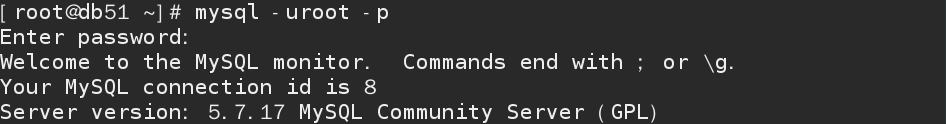 [root@db51 ~]# mysql -uroot -p
Enter password:
Welcome to the MySQL monitor.  Commands end with ; or \g.
Your MySQL connection id is 8
Server version: 5.7.17 MySQL Community Server (GPL)